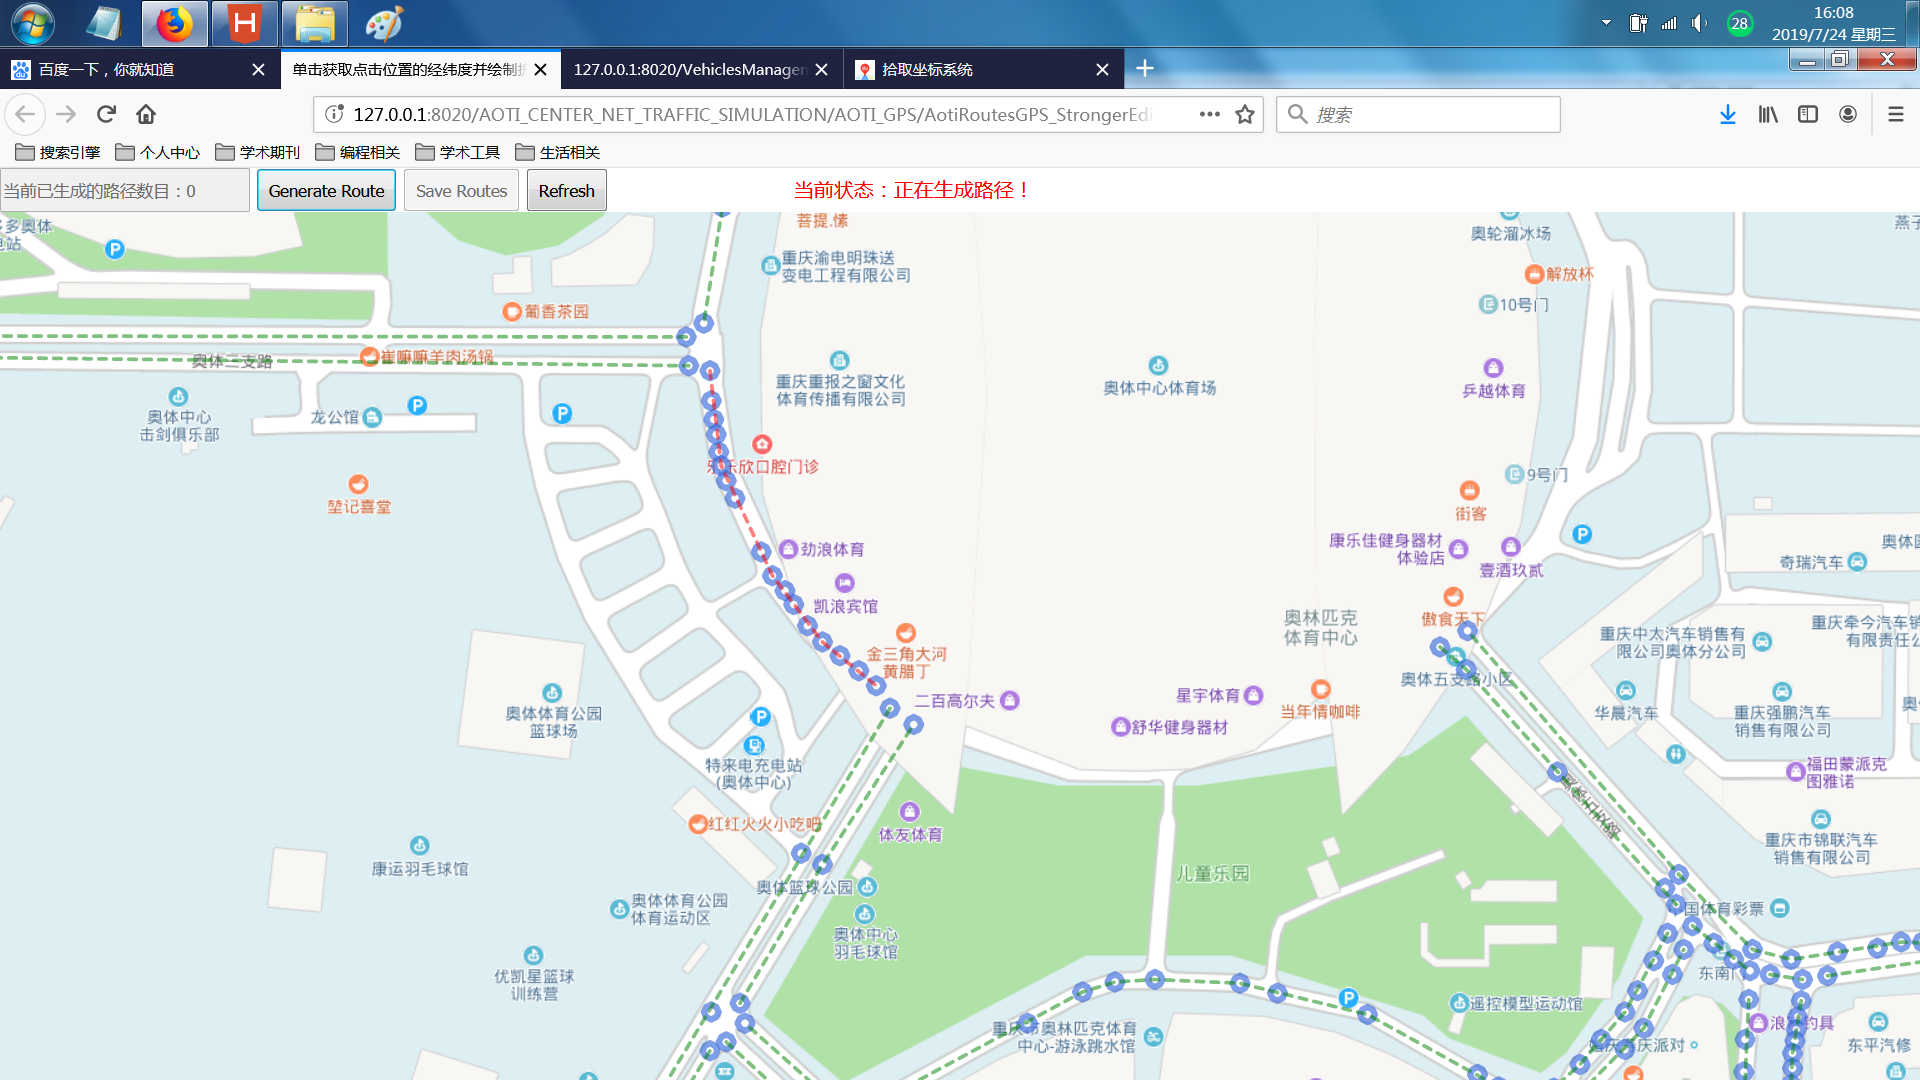 28
16:08
2019/7/24 星期三
百度一下，你就知道
单击获取点击位置的经纬度并绘制
127.0.0.1:8020/VehiclesManage
拾取坐标系统
127.0.0.1:8020/AOTI_CENTER_NET_TRAFFIC_SIMULATION/AOTI_GPS/AotiRoutesGPS_StrongerEdi
搜索
搜索引擎
个人中心
学术期刊
编程相关
学术工具
生活相关
当前已生成的路径数目：0
Generate Route
Save Routes
Refresh
当前状态：正在生成路径！
多奥体
电站
菩提.愫
奥轮溜冰场
燕子
重庆渝电明珠送
变电工程有限公司
解放杯
10号门
葡香茶园
奥体二支路
崔嘛嘛羊肉汤锅
重庆重报之窗文化
体育传播有限公司
奥体中心体育场
乒越体育
奥体中心
击剑俱乐部
龙公馆
乐乐欣口腔门诊
9号门
堃记喜堂
街客
劲浪体育
康乐佳健身器材
体验店
壹酒玖贰
奇瑞汽车
凯浪宾馆
奥林匹克
体育中心
傲食天下
重庆中太汽车销售有
限公司奥体分公司
重庆牵今汽车销
有限责任公
金三角大河
黄腊丁
奥体五支路小区
二百高尔夫
星宇体育
当年情咖啡
舒华健身器材
华晨汽车
重庆强鹏汽车
销售有限公司
奥体体育公园
篮球场
特来电充电站
(奥体中心)
福田蒙派克
图雅诺
奥体五支路
红红火火小吃吧
体友体育
重庆市锦联汽车
销售有限公司
康运羽毛球馆
奥体篮球公园
儿童乐园
奥体体育公园
体育运动区
中国体育彩票
奥体中心
羽毛球馆
优凯星篮球
训练营
东南门
遥控模型运动馆
重庆市奥林匹克体育
中心-游泳跳水馆
东平汽修